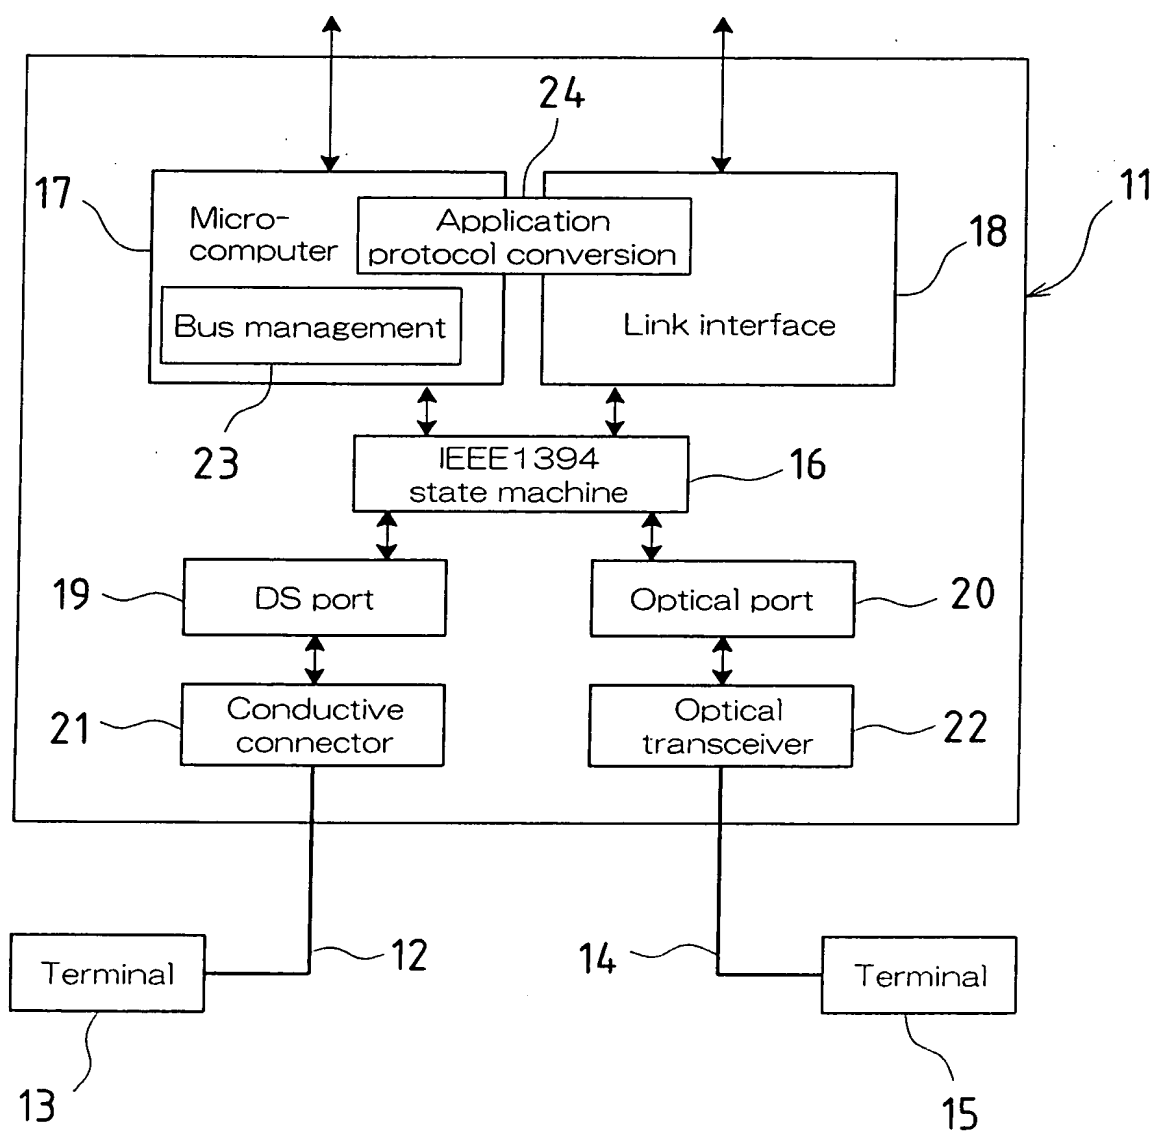 24
17
11
Micro-
computer
Application
protocol conversion
18
Bus management
Link interface
23
IEEE1394
state machine
16
19
DS port
Optical port
20
21
Conductive
connector
Optical
transceiver
22
Terminal
12
14
Terminal
13
15